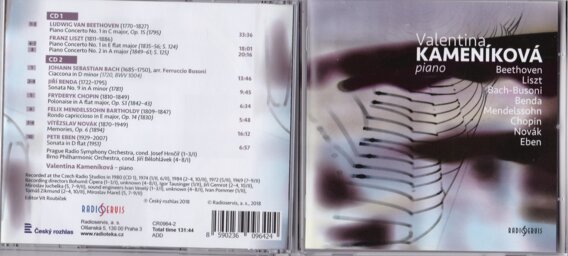 CD 1
LUDWIG VAN BEETHOVEN (1770–1827)
Piano Concerto No. 1 in C major, Op. 15 (1795) 33:36
FRANZ LISZT (1811–1886)
Piano Concerto No. 1 in E flat major (1835–56; S. 124) 18:01
Piano Concerto No. 2 in A major (1849–61; S. 125) 20:16
CD 2
JOHANN SEBASTIAN BACH (1685–1750), arr. Ferruccio Busoni
Ciaccona in D minor (1720, BWV 1004) 13:46
JIŘÍ BENDA (1722–1795)
Sonata No. 9 in A minor (1781) 9:45
FRYDERYK CHOPIN (1810–1849)
Polonaise in A flat major, Op. 53 (1842–43) 6:34
FELIX MENDELSSOHN BARTHOLDY (1809–1847)
Rondo capriccioso in E major, Op. 14 (1830) 5:48
VÍTĚZSLAV NOVÁK (1870–1949)
Memories, Op. 6 (1894) 9:13
PETR EBEN (1929–2007)
Sonata in D flat (1951)
Prague Radio Symphony Orchestra, cond. Josef Hrnčíř (1–3/I)
Brno Philharmonic Orchestra, cond. Jiří Bělohlávek (4–8/I)
Valentina Kameníková – piano
Editor Vít Roubíček
℗ Český rozhlas 2018
© Radioservis, a. s., 2018
Český rozhlas
RADIOSERVIS
Radioservis, a. s.
Olšanská 5, 130 00 Praha 3
www.radioteka.cz
CR0964-2
Total time 131:44
ADD
8 590236 096424
Valentina
KAMENÍKOVÁ
piano
Beethoven
Liszt
Bach-Busoni
Benda
Mendelssohn
Chopin
Novák
Eben
RADIOSERVIS